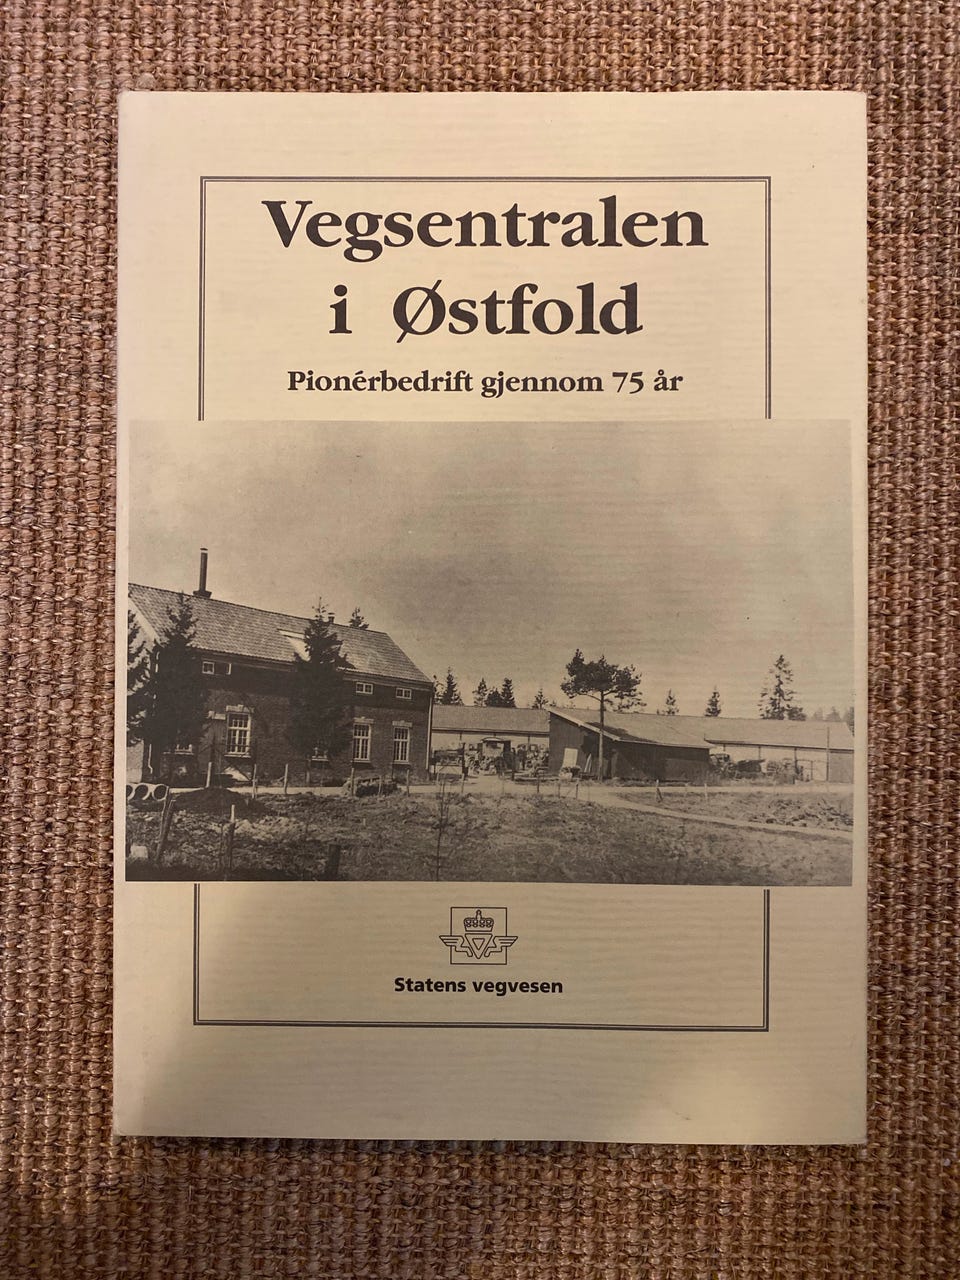 Vegsentralen
i Østfold
Pionérbedrift gjennom 75 år
Statens vegvesen